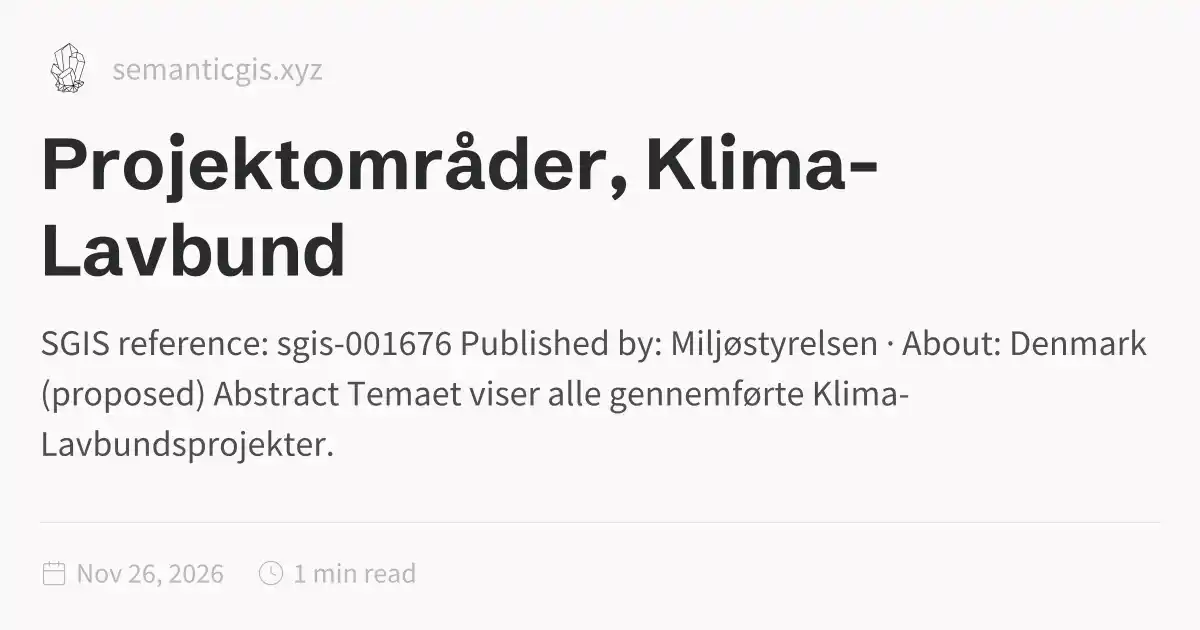 semanticgis.xyz
Projektområder, Klima-
Lavbund
SGIS reference: sgis-001676 Published by: Miljøstyrelsen · About: Denmark
(proposed) Abstract Temaet viser alle gennemførte Klima-
Lavbundsprojekter.
Nov 26, 2026 1 min read